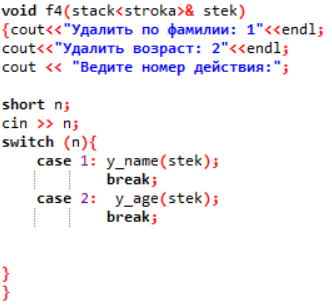 void f4(stack<stroka>& stek)
{cout<<"Удалить по фамилии: 1"<<endl;
cout<<"Удалить возраст: 2"<<endl;
cout << "Ведите номер действия:";
short n;
cin >> n;
switch (n){
case 1: y_name(stek);
break;
case 2:  y_age(stek);
break;
}
}